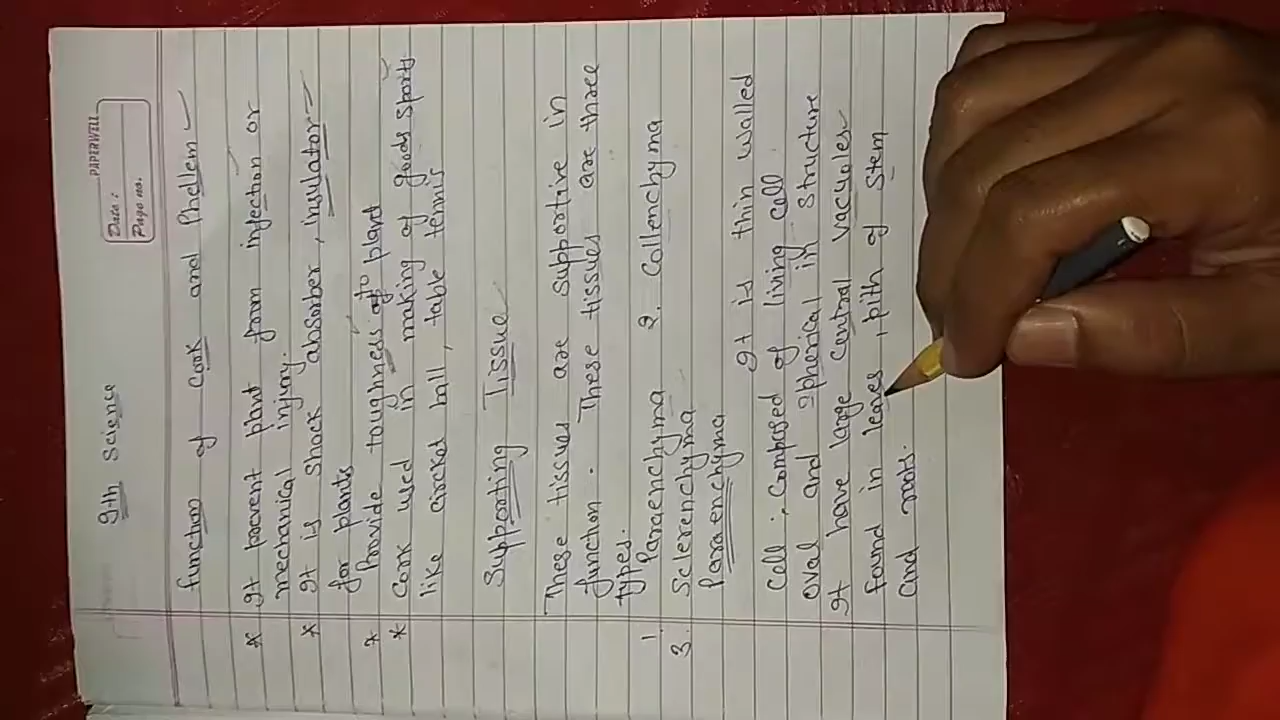 PAPERWILL
Date :
Page no.
9th Science
function of Cork and Phellem
* It prevent plant from injection or
mechanical injury.
* It is shock absorber, insulator
for plants
* Provide toughness to plant
* Cork used in making of goods sports
like circket ball, table tennis
Supporting Tissue
These tissues are supportive in
function. These tissues are three
types.
1. Paraenchyma 2. Collenchyma
3. Sclerenchyma
Paraenchyma
It is thin walled
Cell, Composed of living cell
Oval and spherical in structure
It have large central vacuoles
found in leaves, pith of stem
and roots.